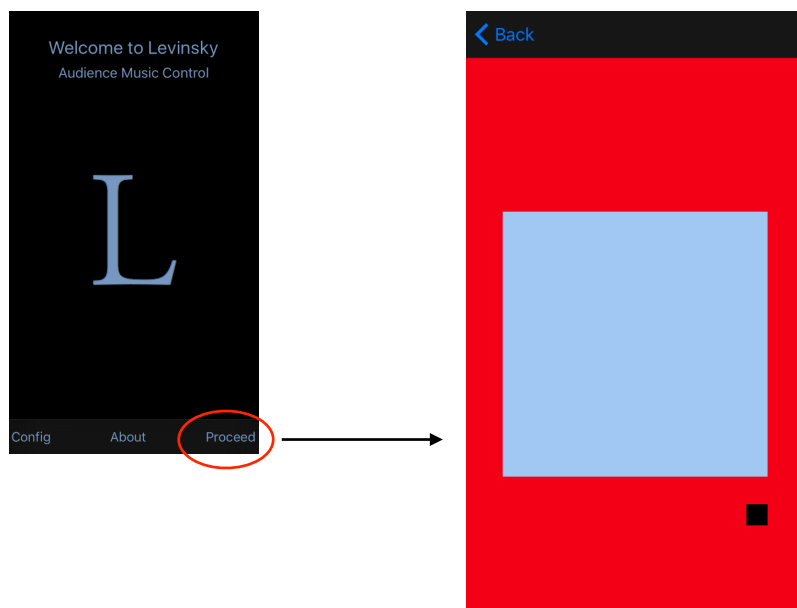 Welcome to Levinsky
Audience Music Control
L
Config About Proceed
Back